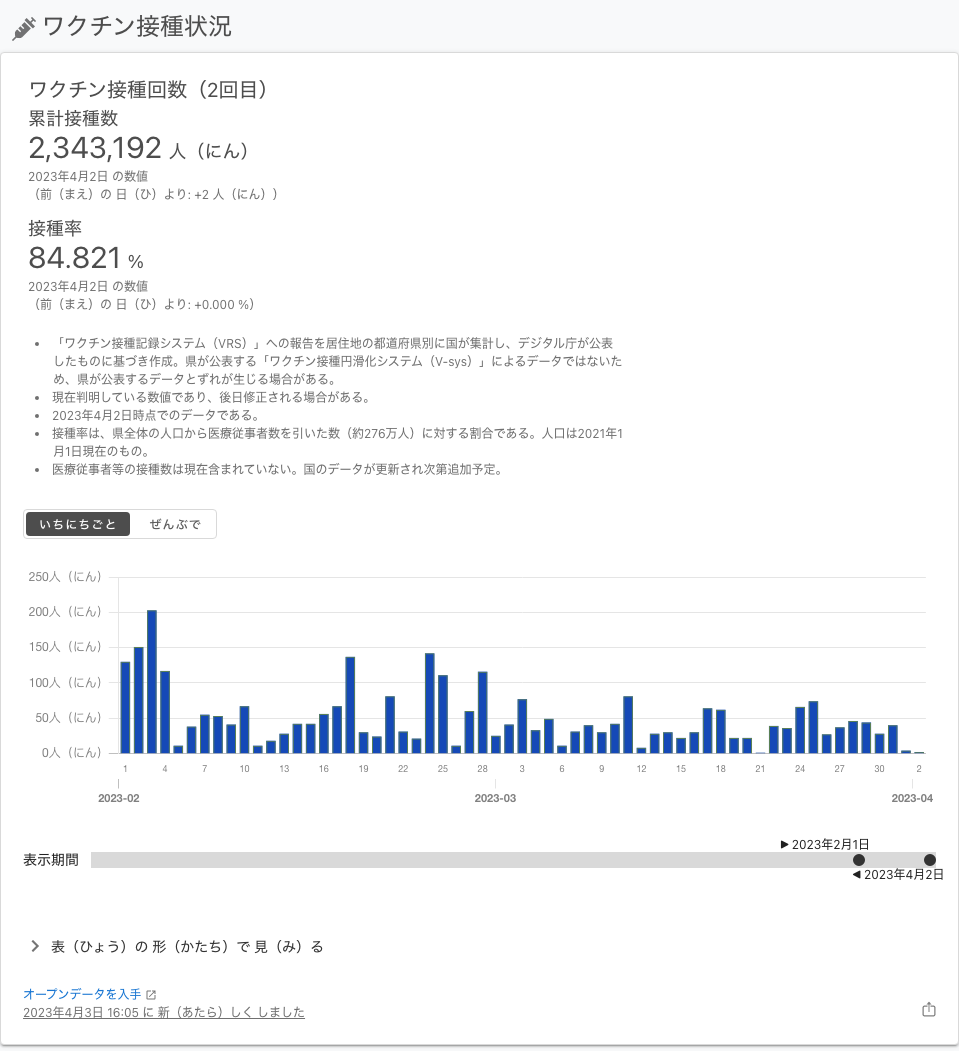 ワクチン接種状況
ワクチン接種回数（2回目）
累計接種数
2,343,192 人（にん）
2023年4月2日 の数値
（前（まえ）の 日（ひ）より: +2 人（にん））
接種率
84.821 %
2023年4月2日 の数値
（前（まえ）の 日（ひ）より: +0.000 %）
• 「ワクチン接種記録システム（VRS）」への報告を居住地の都道府県別に国が集計し、デジタル庁が公表
したものに基づき作成。県が公表する「ワクチン接種円滑化システム（V-sys）」によるデータではないた
め、県が公表するデータとずれが生じる場合がある。
• 現在判明している数値であり、後日修正される場合がある。
• 2023年4月2日時点でのデータである。
• 接種率は、県全体の人口から医療従事者数を引いた数（約276万人）に対する割合である。人口は2021年1
月1日現在のもの。
• 医療従事者等の接種数は現在含まれていない。国のデータが更新され次第追加予定。
いちにちごと ぜんぶで
250人（にん）
200人（にん）
150人（にん）
100人（にん）
50人（にん）
0人（にん）
1 4 7 10 13 16 19 22 25 28 3 6 9 12 15 18 21 24 27 30 2
2023-02 2023-03 2023-04
▶ 2023年2月1日
表示期間
◀ 2023年4月2日
表（ひょう）の 形（かたち）で 見（み）る
オープンデータを入手
2023年4月3日 16:05 に 新（あたら）しく しました